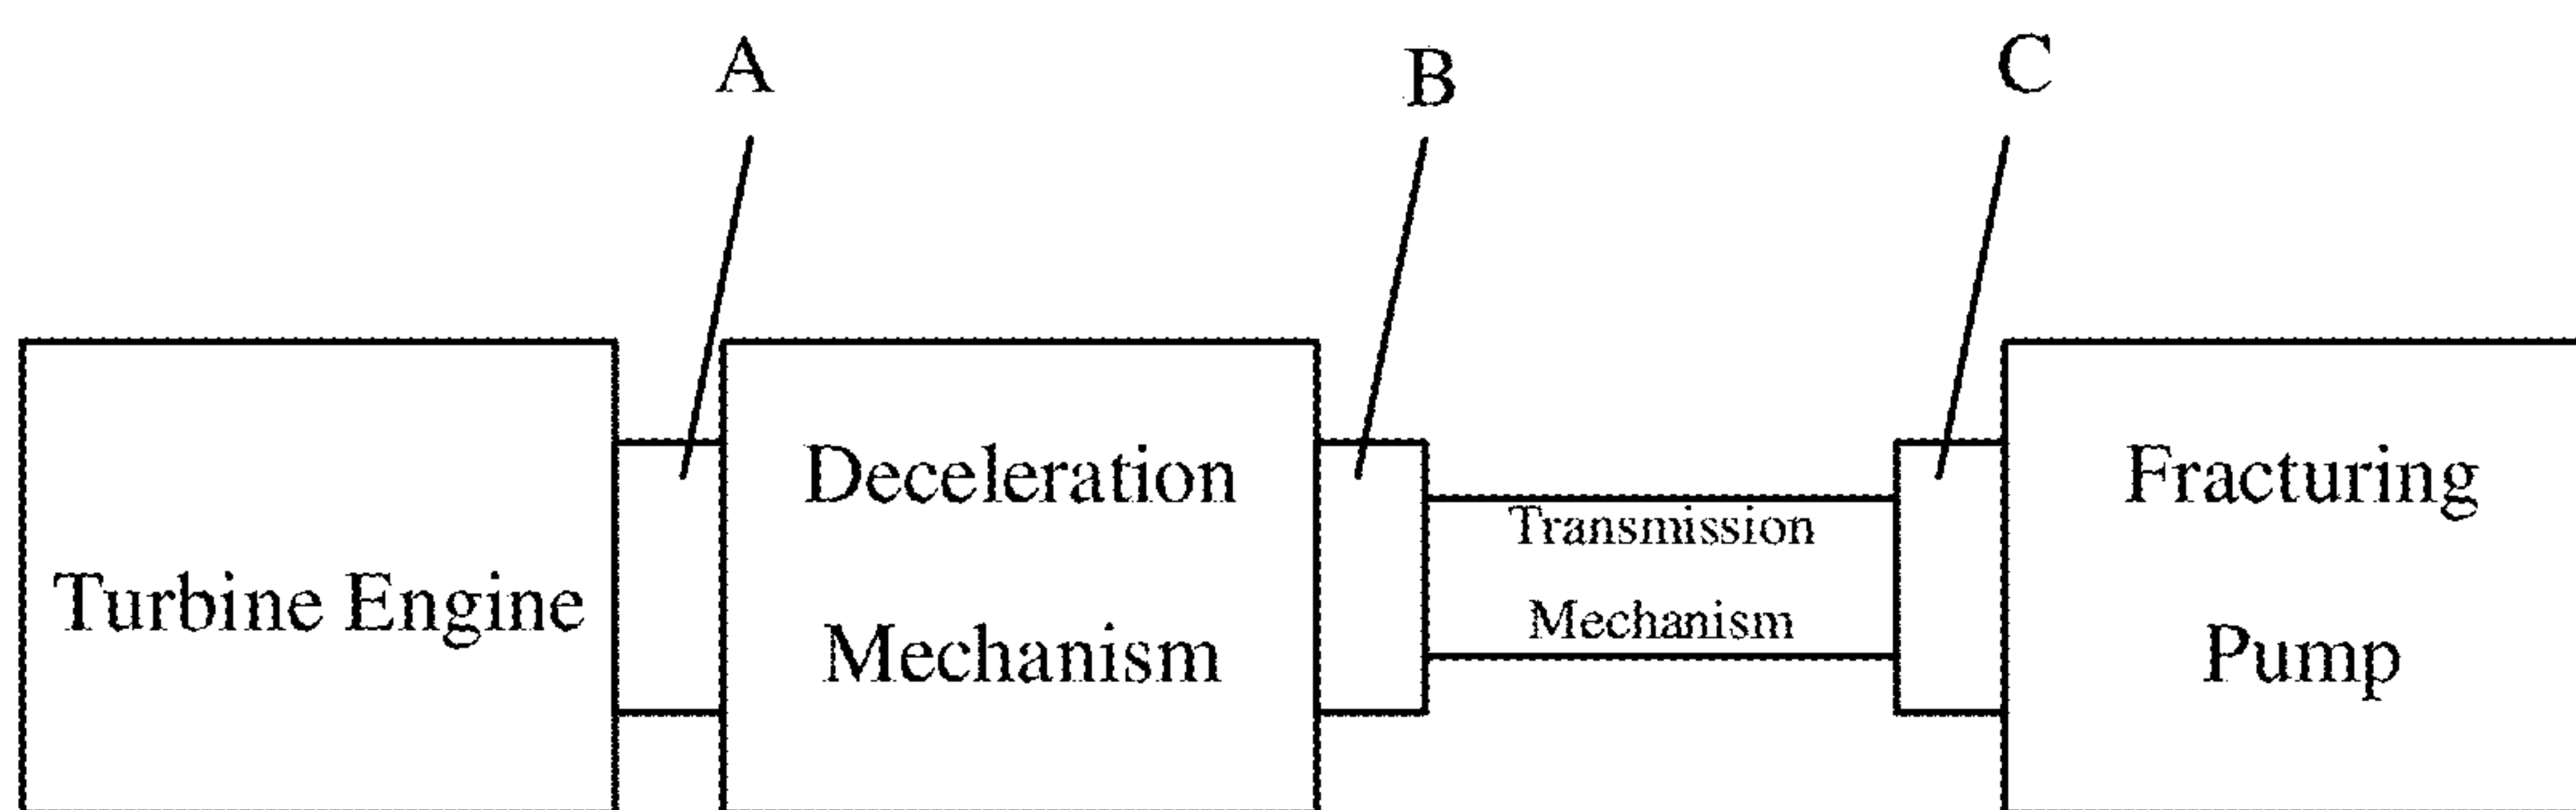 A
B
C
Turbine Engine
Deceleration
Mechanism
Transmission
Mechanism
Fracturing
Pump